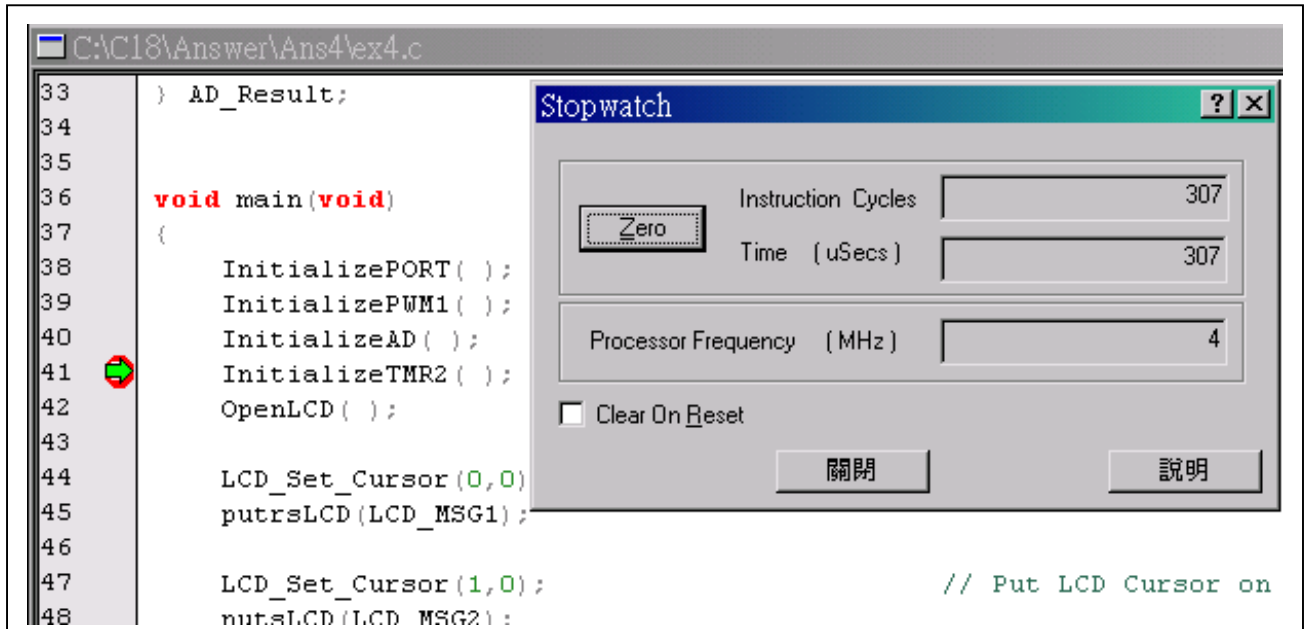 C:\C18\Answer\Ans4\ex4.c
33 } AD_Result;
34
35
36 void main(void)
37 {
38 InitializePORT( );
39 InitializePWM1( );
40 InitializeAD( );
41 InitializeTMR2( );
42 OpenLCD( );
43
44 LCD_Set_Cursor(0,0)
45 putrsLCD(LCD_MSG1);
46
47 LCD_Set_Cursor(1,0); // Put LCD Cursor on
48 putsLCD(LCD_MSG2);
Stopwatch
Zero
Instruction Cycles 307
Time (uSecs) 307
Processor Frequency (MHz) 4
Clear On Reset
關閉 説明